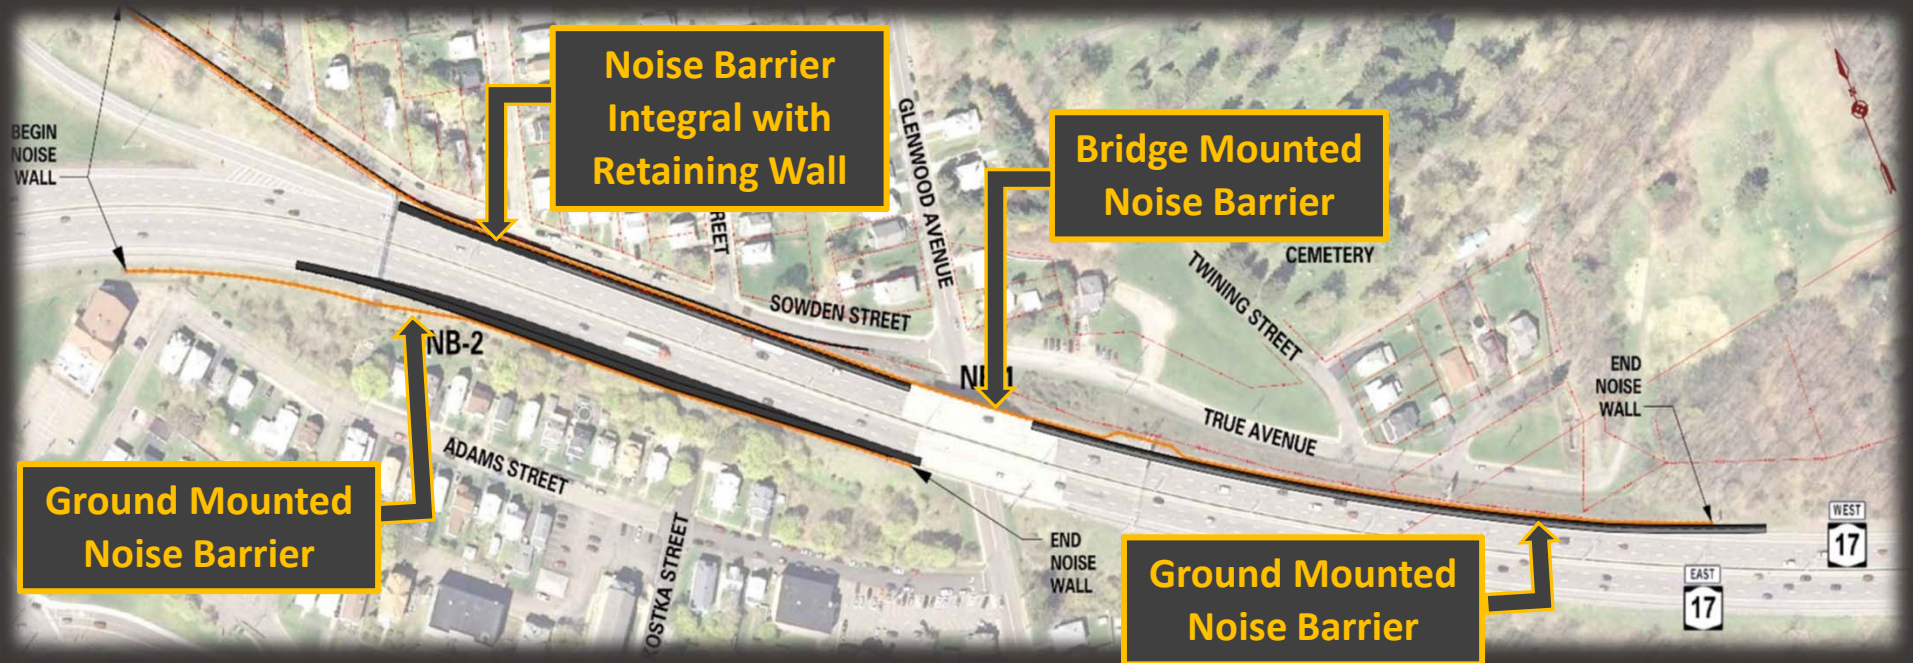 BEGIN
NOISE
WALL
Noise Barrier
Integral with
Retaining Wall
GLENWOOD AVENUE
Bridge Mounted
Noise Barrier
CEMETERY
TWINING STREET
SOWDEN STREET
NB-2
TRUE AVENUE
END
NOISE
WALL
ADAMS STREET
Ground Mounted
Noise Barrier
KOSTKA STREET
END
NOISE
WALL
Ground Mounted
Noise Barrier
WEST
17
EAST
17